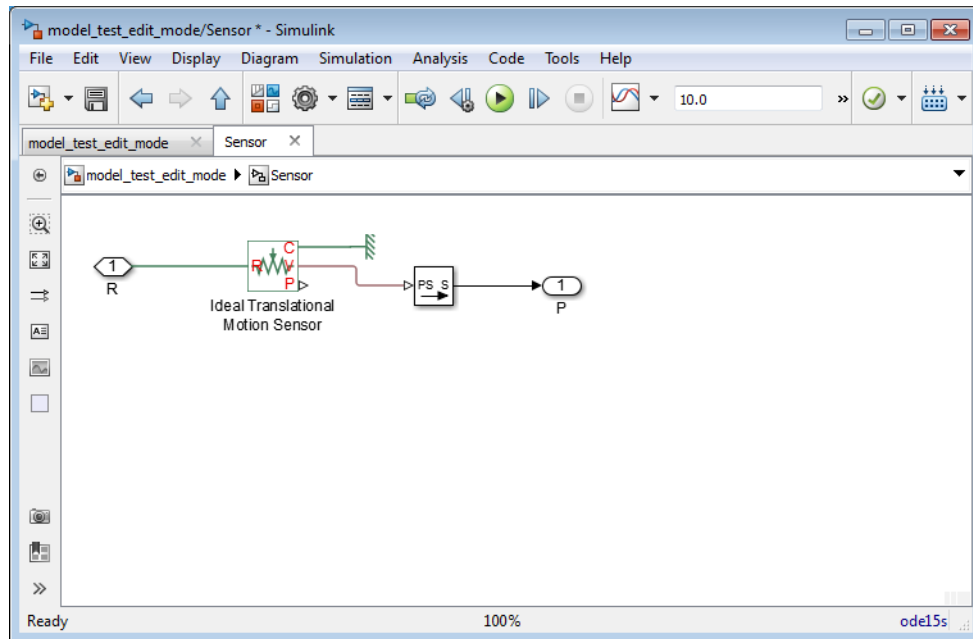 model_test_edit_mode/Sensor * - Simulink
File Edit View Display Diagram Simulation Analysis Code Tools Help
10.0 »
model_test_edit_mode Sensor
model_test_edit_mode Sensor
C
1 R V
R P
Ideal Translational
Motion Sensor
PS S
1
P
A
»
Ready 100% ode15s